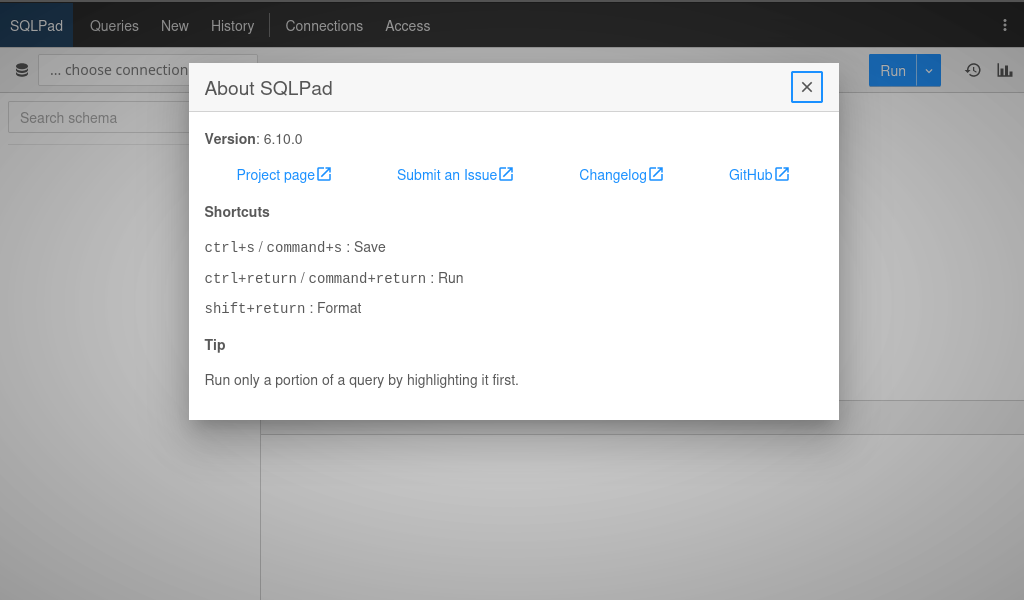 SQLPad Queries New History Connections Access
... choose connection Run
Search schema
About SQLPad
Version: 6.10.0
Project page Submit an Issue Changelog GitHub
Shortcuts
ctrl+s / command+s : Save
ctrl+return / command+return : Run
shift+return : Format
Tip
Run only a portion of a query by highlighting it first.